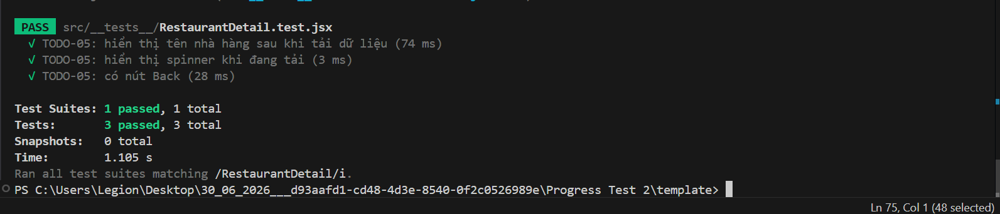 PASS src/__tests__/RestaurantDetail.test.jsx
√ TODO-05: hiển thị tên nhà hàng sau khi tải dữ liệu (74 ms)
√ TODO-05: hiển thị spinner khi đang tải (3 ms)
√ TODO-05: có nút Back (28 ms)
Test Suites: 1 passed, 1 total
Tests: 3 passed, 3 total
Snapshots: 0 total
Time: 1.105 s
Ran all test suites matching /RestaurantDetail/i.
PS C:\Users\Legion\Desktop\30_06_2026___d93aafd1-cd48-4d3e-8540-0f2c0526989e\Progress Test 2\template>
Ln 75, Col 1 (48 selected)